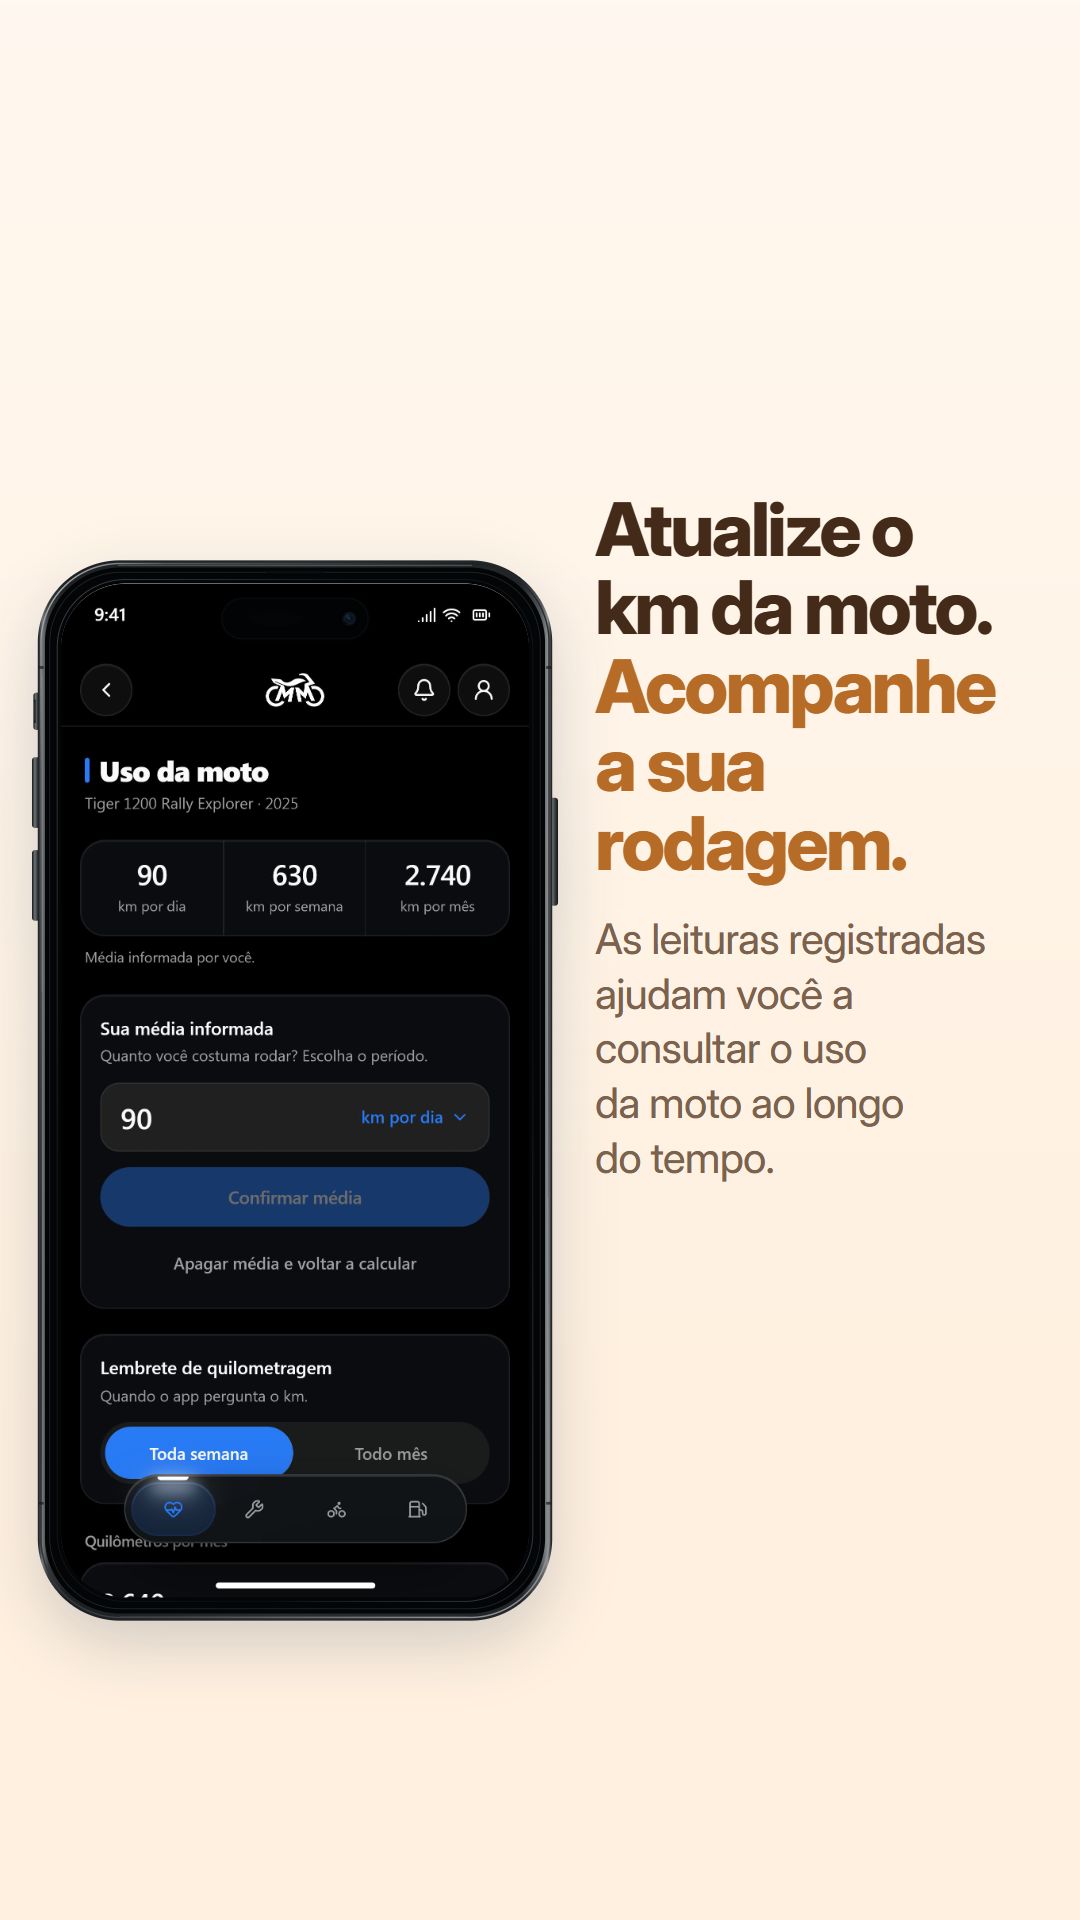 Atualize o
km da moto.
Acompanhe
a sua
rodagem.
As leituras registradas
ajudam você a
consultar o uso
da moto ao longo
do tempo.
9:41
MM
Uso da moto
Tiger 1200 Rally Explorer · 2025
90
km por dia
630
km por semana
2.740
km por mês
Média informada por você.
Sua média informada
Quanto você costuma rodar? Escolha o período.
90
km por dia
Confirmar média
Apagar média e voltar a calcular
Lembrete de quilometragem
Quando o app pergunta o km.
Toda semana
Todo mês
Quilômetros por mês